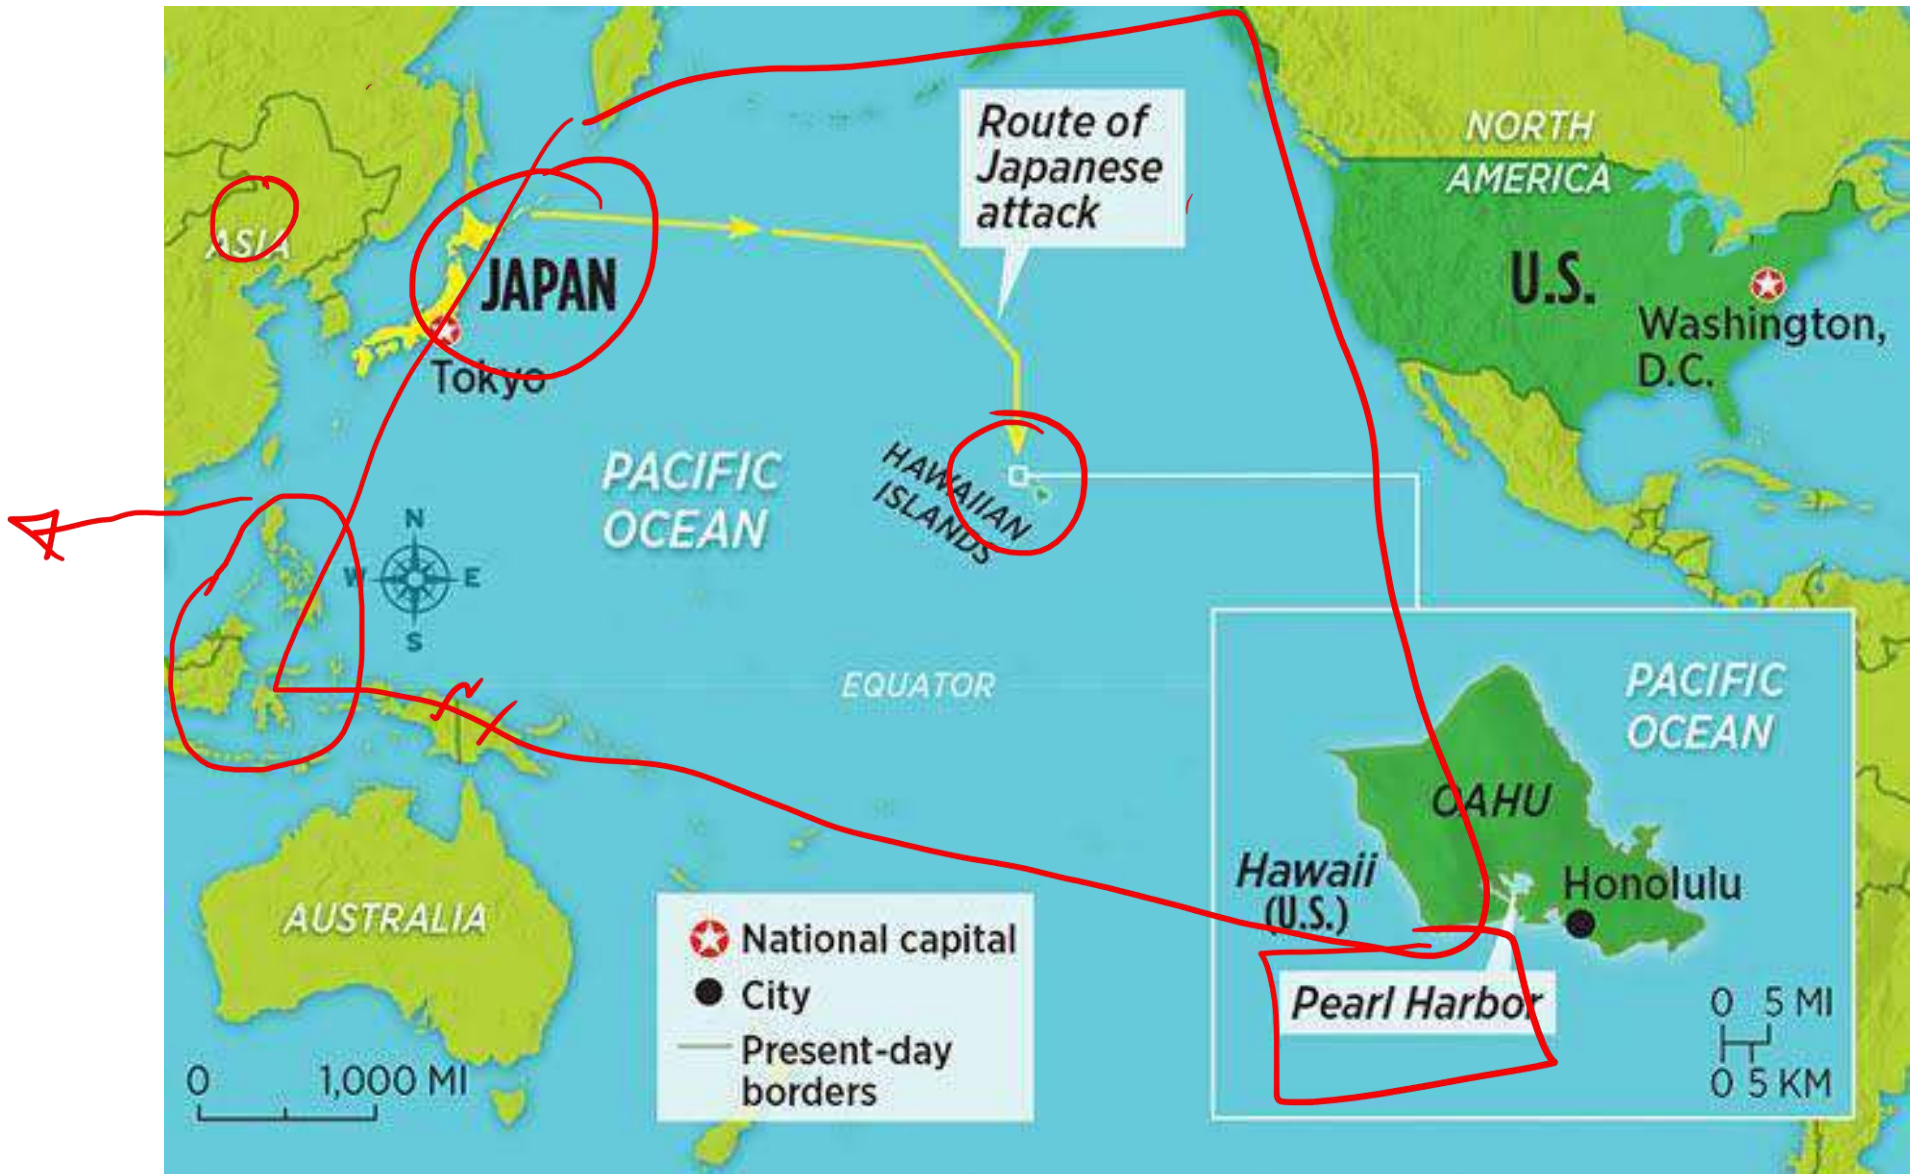 Route of
Japanese
attack
NORTH
AMERICA
ASIA
JAPAN
U.S.
Washington,
D.C.
Tokyo
PACIFIC
OCEAN
HAWAIIAN
ISLANDS
N
W E
S
EQUATOR
PACIFIC
OCEAN
OAHU
Hawaii
(U.S.)
Honolulu
Pearl Harbor
0 5 MI
0 5 KM
AUSTRALIA
National capital
City
Present-day
borders
0 1,000 MI